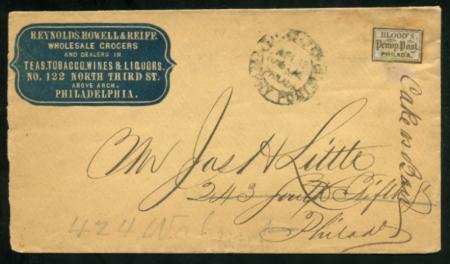 REYNOLDS, HOWELL & REIFF,
WHOLESALE GROCERS
AND DEALERS IN
TEAS, TOBACCO, WINES & LIQUORS,
NO. 122 NORTH THIRD ST.
ABOVE ARCH,
PHILADELPHIA.
BLOOD'S
Penny Post.
PHILAD'A.
Mr Jas H Little
243 South Fifth
Philada
424